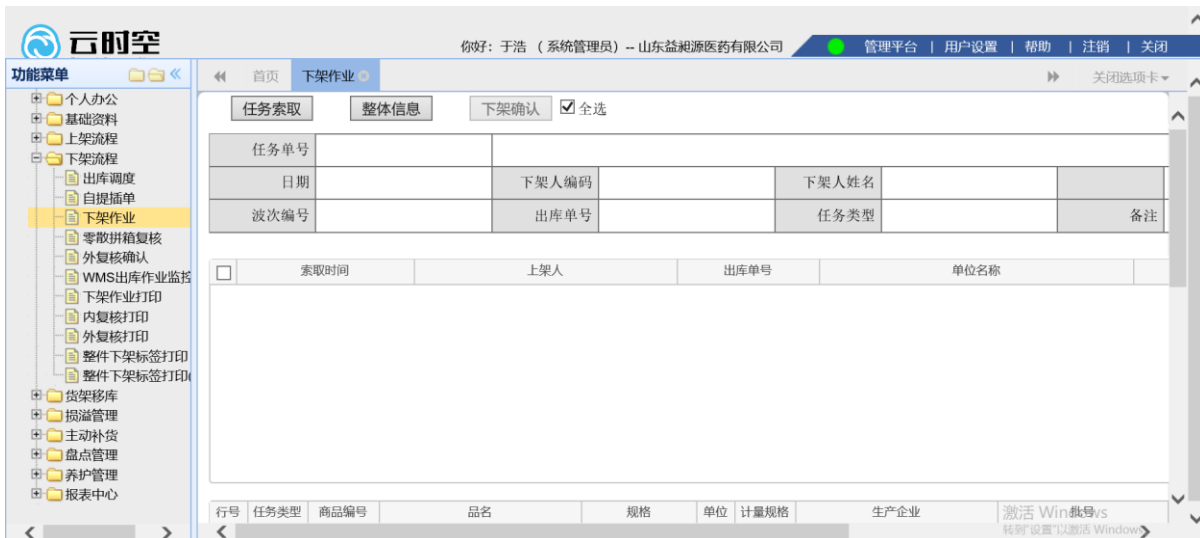 云时空
你好：于浩 （ 系统管理员）-- 山东益昶源医药有限公司 管理平台 | 用户设置 | 帮助 | 注销 | 关闭
功能菜单 首页 下架作业 关闭选项卡
个人办公
基础资料
上架流程
下架流程
出库调度
自提插单
下架作业
零散拼箱复核
外复核确认
WMS出库作业监控
下架作业打印
内复核打印
外复核打印
整件下架标签打印
整件下架标签打印(
货架移库
损溢管理
主动补货
盘点管理
养护管理
报表中心
任务索取 整体信息 下架确认 全选
任务单号
日期 下架人编码 下架人姓名
波次编号 出库单号 任务类型 备注
索取时间 上架人 出库单号 单位名称
行号 任务类型 商品编号 品名 规格 单位 计量规格 生产企业 批号
激活 Windows
转到"设置"以激活 Windows